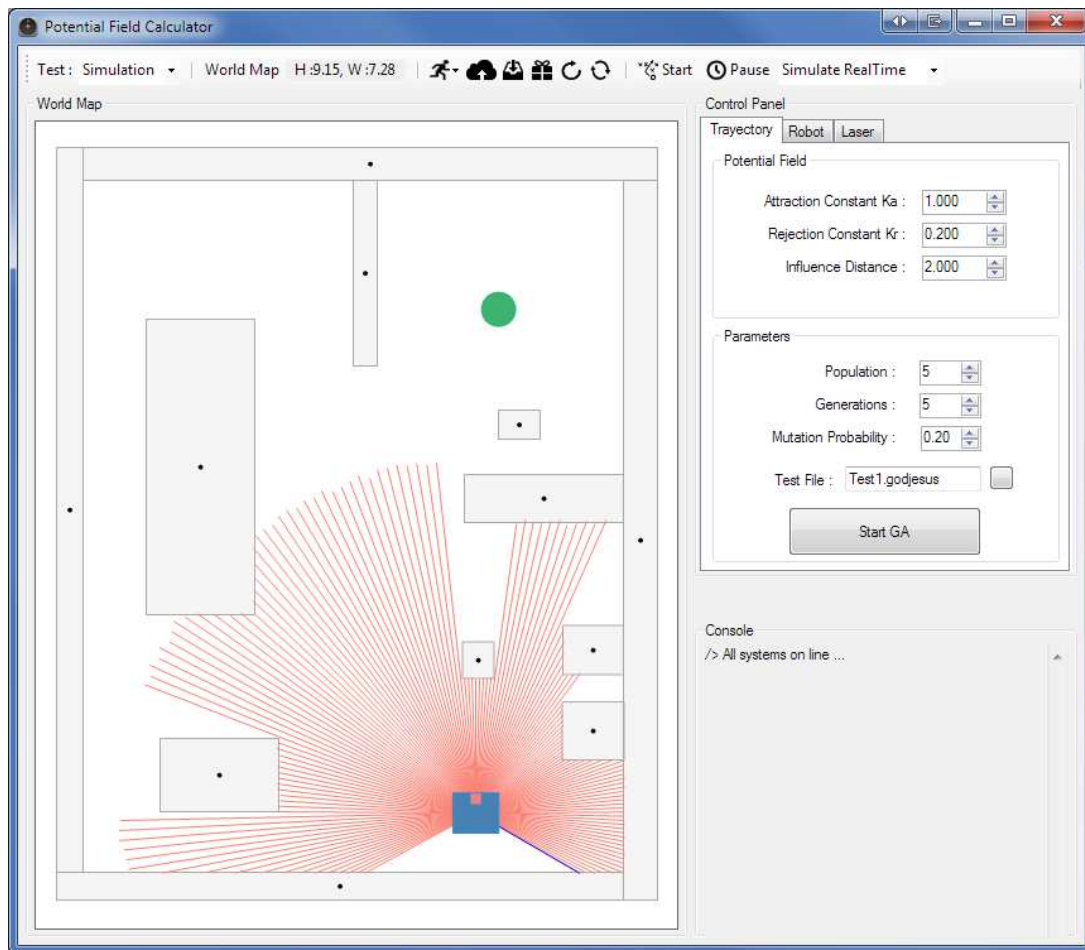 Potential Field Calculator
Test : Simulation World Map H :9.15, W :7.28 Start Pause Simulate RealTime
World Map
Control Panel
Trayectory Robot Laser
Potential Field
Attraction Constant Ka : 1.000
Rejection Constant Kr : 0.200
Influence Distance : 2.000
Parameters
Population : 5
Generations : 5
Mutation Probability : 0.20
Test File : Test1.godjesus
Start GA
Console
/> All systems on line ...